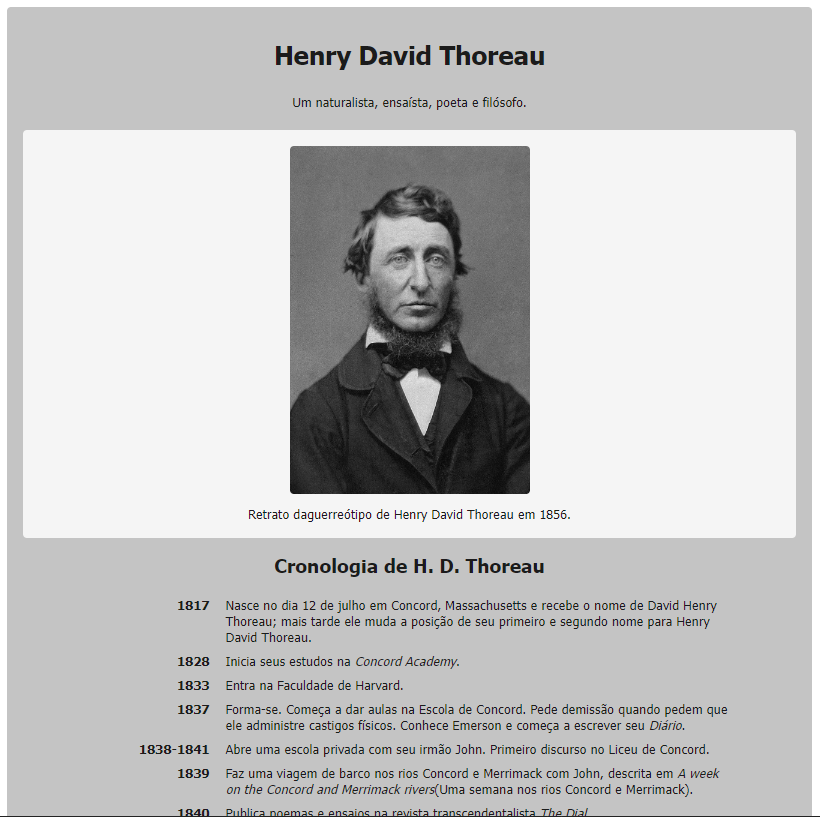 Henry David Thoreau
Um naturalista, ensaísta, poeta e filósofo.
Retrato daguerreótipo de Henry David Thoreau em 1856.
Cronologia de H. D. Thoreau
1817 Nasce no dia 12 de julho em Concord, Massachusetts e recebe o nome de David Henry
Thoreau; mais tarde ele muda a posição de seu primeiro e segundo nome para Henry
David Thoreau.
1828 Inicia seus estudos na Concord Academy.
1833 Entra na Faculdade de Harvard.
1837 Forma-se. Começa a dar aulas na Escola de Concord. Pede demissão quando pedem que
ele administre castigos físicos. Conhece Emerson e começa a escrever seu Diário.
1838-1841 Abre uma escola privada com seu irmão John. Primeiro discurso no Liceu de Concord.
1839 Faz uma viagem de barco nos rios Concord e Merrimack com John, descrita em A week
on the Concord and Merrimack rivers(Uma semana nos rios Concord e Merrimack).
1840 Publica poemas e ensaios na revista transcendentalista The Dial